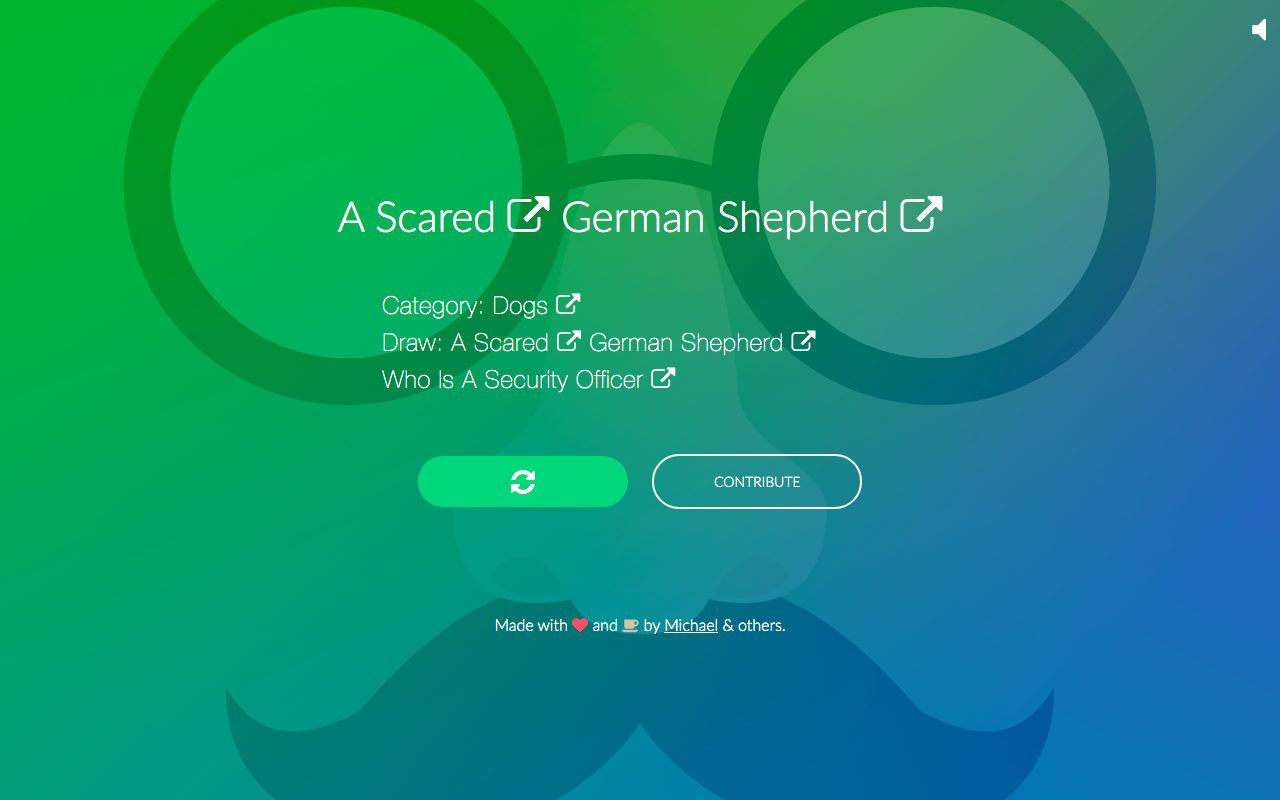 A Scared German Shepherd
Category: Dogs
Draw: A Scared German Shepherd
Who Is A Security Officer
CONTRIBUTE
Made with and by Michael & others.